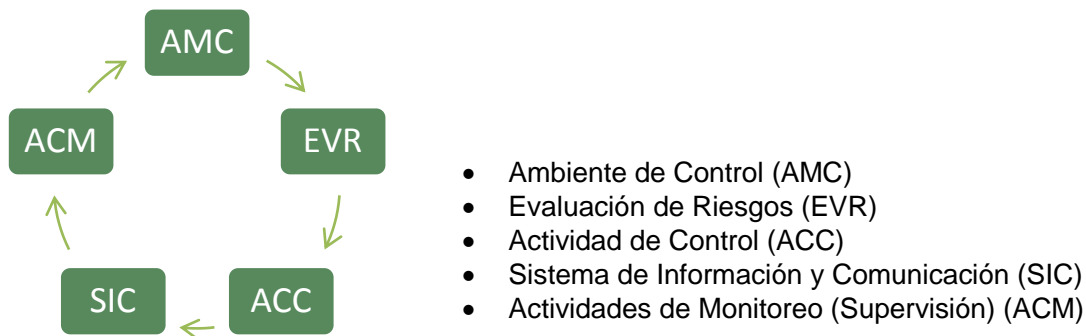 AMC
EVR
ACC
SIC
ACM
• Ambiente de Control (AMC)
• Evaluación de Riesgos (EVR)
• Actividad de Control (ACC)
• Sistema de Información y Comunicación (SIC)
• Actividades de Monitoreo (Supervisión) (ACM)